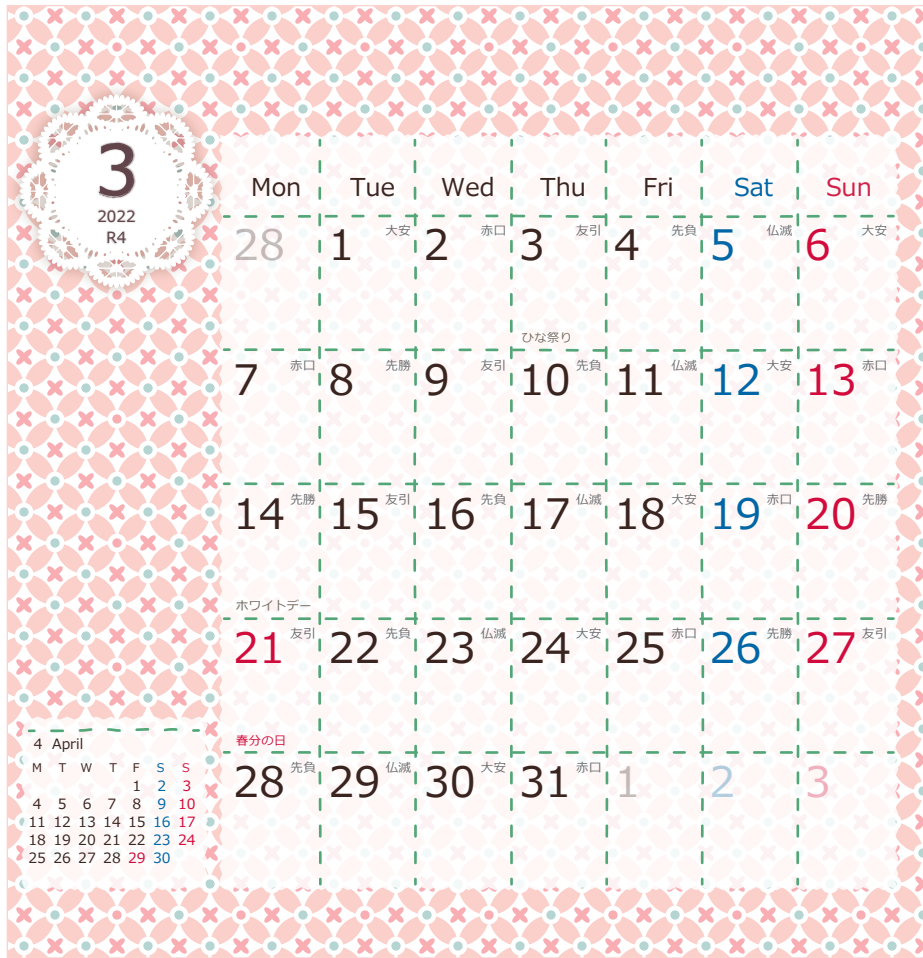 3
2022
R4
Mon Tue Wed Thu Fri Sat Sun
28 1 大安 2 赤口 3 友引 4 先負 5 仏滅 6 大安
ひな祭り
7 赤口 8 先勝 9 友引 10 先負 11 仏滅 12 大安 13 赤口
14 先勝 15 友引 16 先負 17 仏滅 18 大安 19 赤口 20 先勝
ホワイトデー
21 友引 22 先負 23 仏滅 24 大安 25 赤口 26 先勝 27 友引
春分の日
28 先負 29 仏滅 30 大安 31 赤口 1 2 3
4 April
M T W T F S S
1 2 3
4 5 6 7 8 9 10
11 12 13 14 15 16 17
18 19 20 21 22 23 24
25 26 27 28 29 30